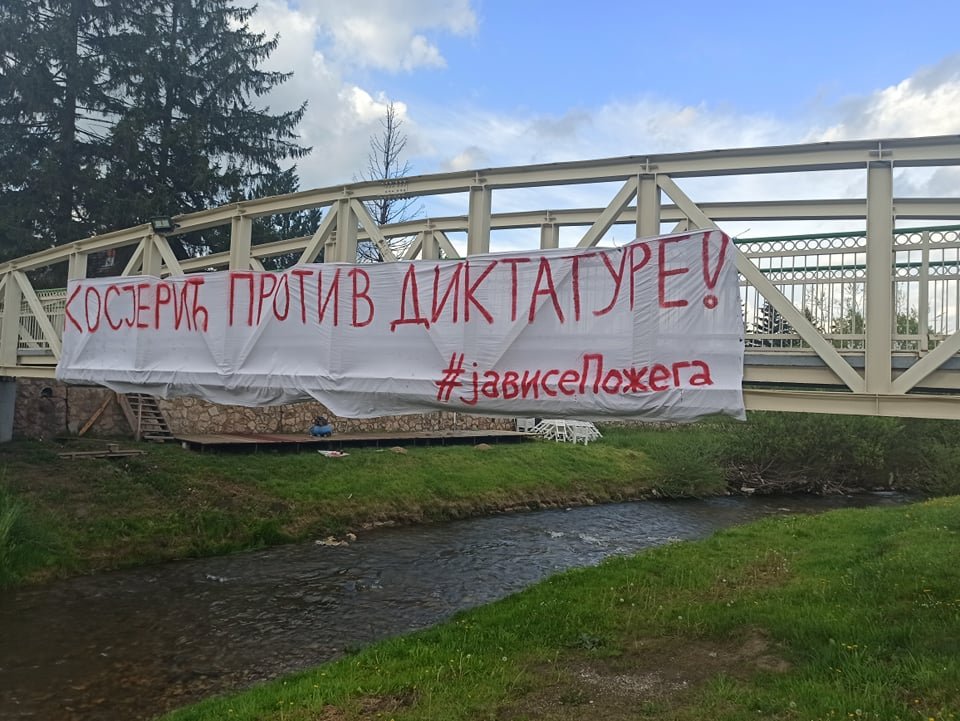 КОСЈЕРИЋ ПРОТИВ ДИКТАТУРЕ!
#јависеПожега